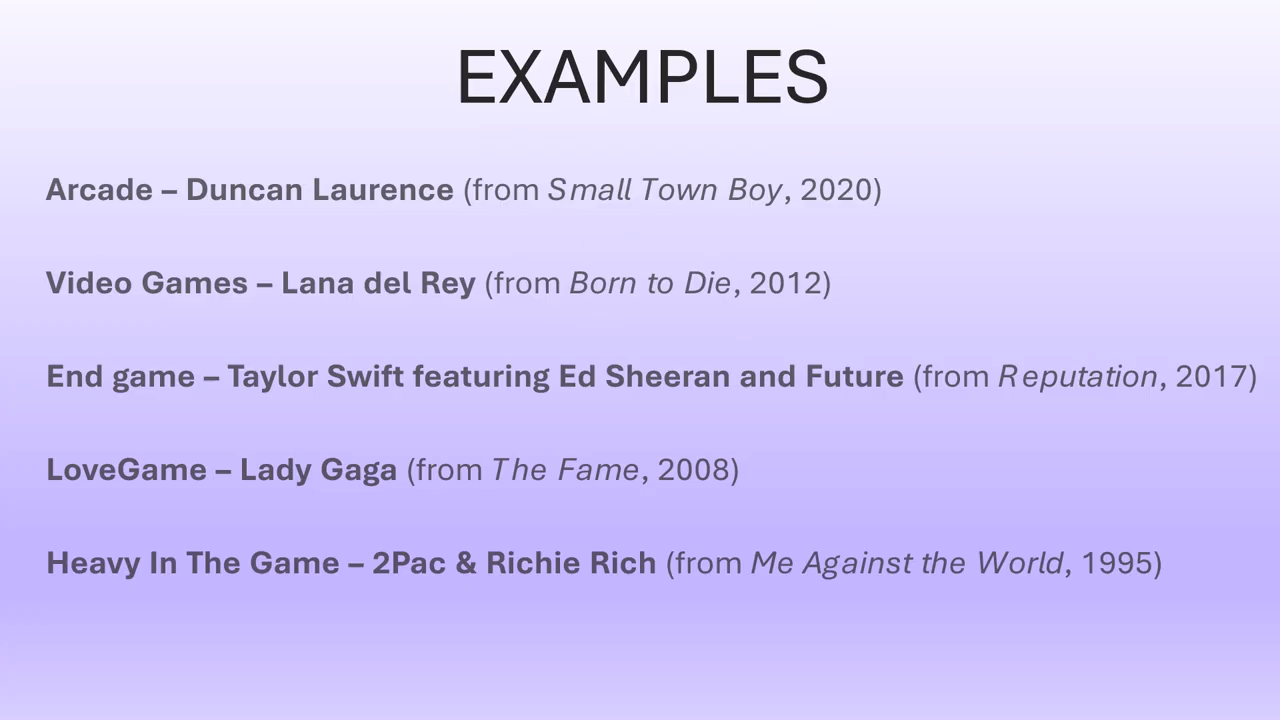 EXAMPLES
Arcade – Duncan Laurence (from Small Town Boy, 2020)
Video Games – Lana del Rey (from Born to Die, 2012)
End game – Taylor Swift featuring Ed Sheeran and Future (from Reputation, 2017)
LoveGame – Lady Gaga (from The Fame, 2008)
Heavy In The Game – 2Pac & Richie Rich (from Me Against the World, 1995)